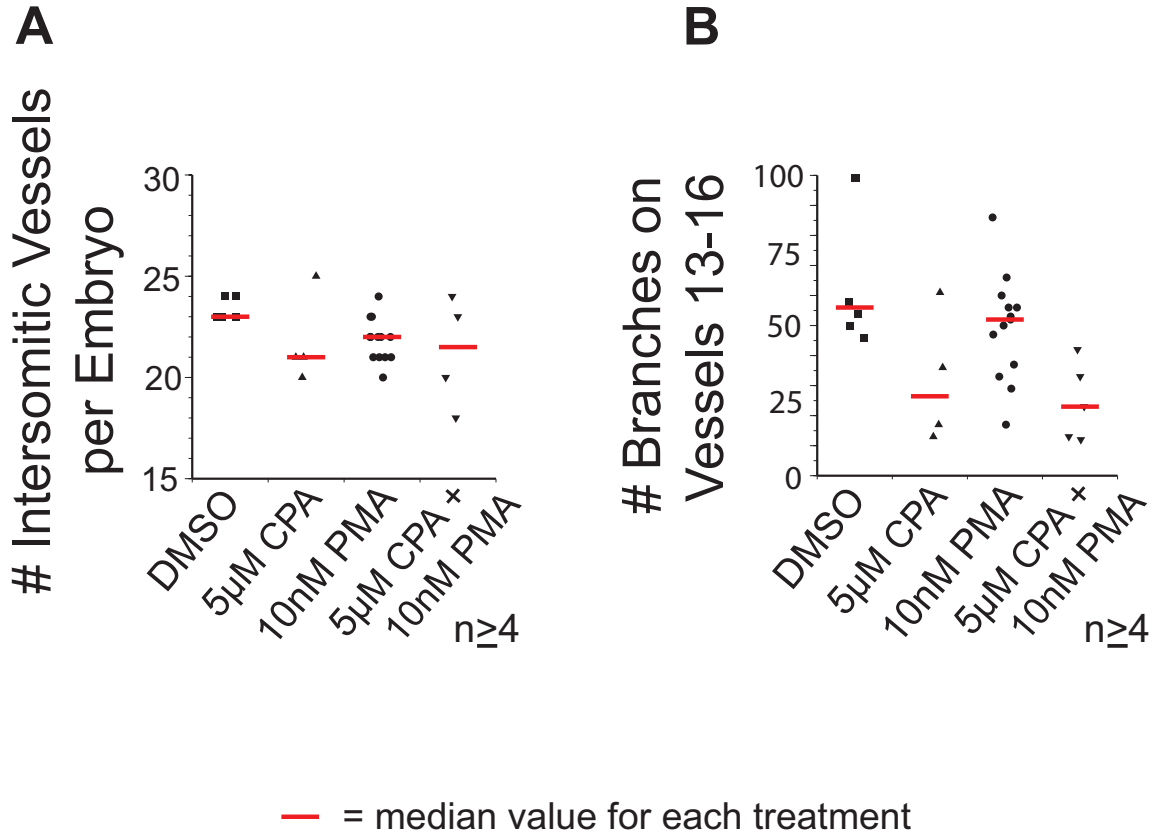 A
# Intersomitic Vessels
per Embryo
30
25
20
15
DMSO
5µM CPA
10nM PMA
5µM CPA +
10nM PMA
n≥4
B
# Branches on
Vessels 13-16
100
75
50
25
0
DMSO
5µM CPA
10nM PMA
5µM CPA +
10nM PMA
n≥4
= median value for each treatment